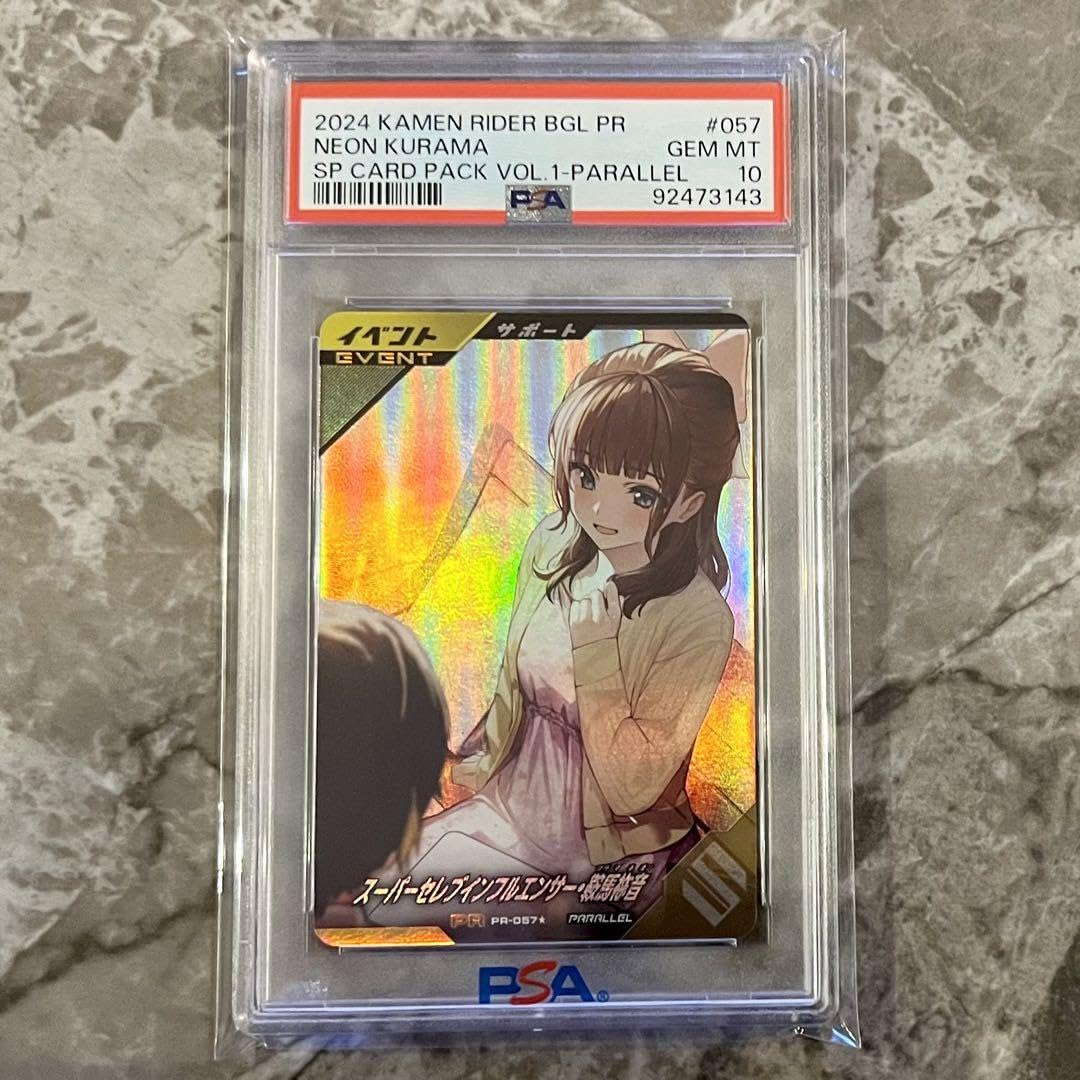 2024 KAMEN RIDER BGL PR #057
NEON KURAMA GEM MT
SP CARD PACK VOL.1-PARALLEL 10
PSA 92473143
イベント サポート
EVENT
スーパーセレブインフルエンサー・鞍馬祢音
PR PR-057★ PARALLEL
PSA®